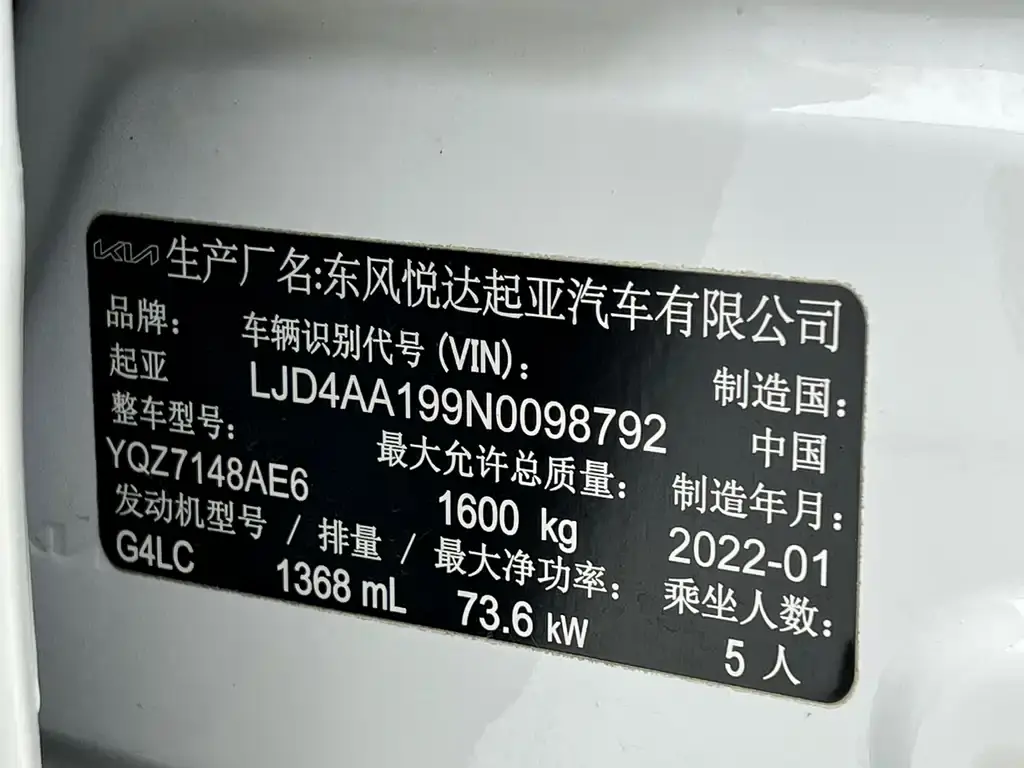 KIA 生产厂名:东风悦达起亚汽车有限公司
品牌: 车辆识别代号(VIN): 制造国:
起亚 LJD4AA199N0098792 中国
整车型号: 最大允许总质量: 制造年月:
YQZ7148AE6 1600 kg 2022-01
发动机型号 / 排量 / 最大净功率: 乘坐人数:
G4LC 1368 mL 73.6 kW 5 人